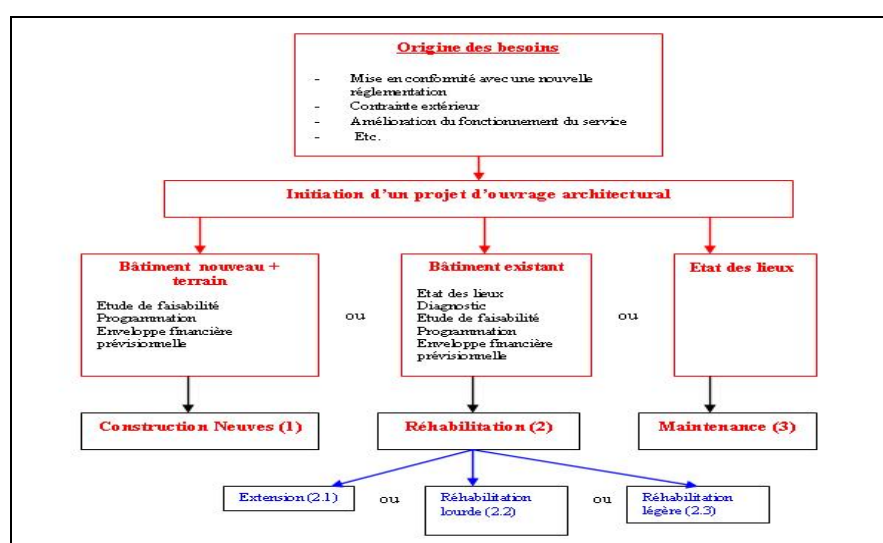 Origine des besoins
- Mise en conformité avec une nouvelle
réglementation
- Contrainte extérieur
- Amélioration du fonctionnement du service
- Etc.
Initiation d'un projet d'ouvrage architectural
Bâtiment nouveau +
terrain
Etude de faisabilité
Programmation
Enveloppe financière
prévisionnelle
ou
Bâtiment existant
Etat des lieux
Diagnostic
Etude de faisabilité
Programmation
Enveloppe financière
prévisionnelle
ou
Etat des lieux
Construction Neuves (1)
Réhabilitation (2)
Maintenance (3)
Extension (2.1)
ou
Réhabilitation
lourde (2.2)
ou
Réhabilitation
légère (2.3)